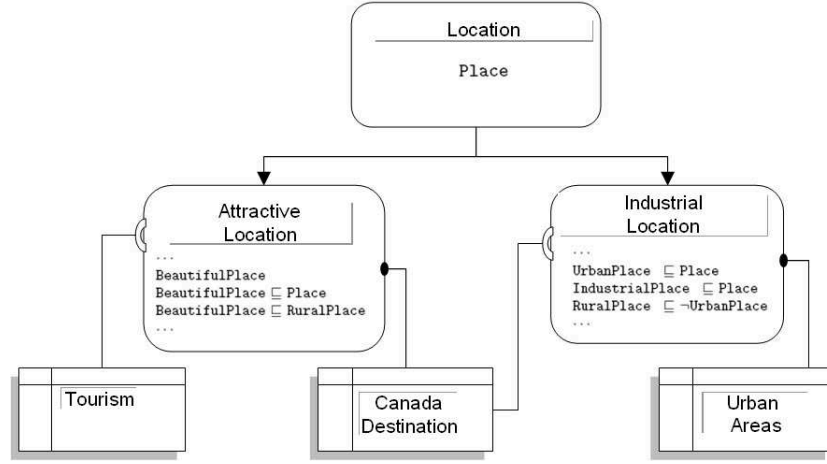 Location
Place
Attractive
Location
...
BeautifulPlace
BeautifulPlace ⊑ Place
BeautifulPlace ⊑ RuralPlace
...
Industrial
Location
...
UrbanPlace ⊑ Place
IndustrialPlace ⊑ Place
RuralPlace ⊑ ¬UrbanPlace
...
Tourism
Canada
Destination
Urban
Areas